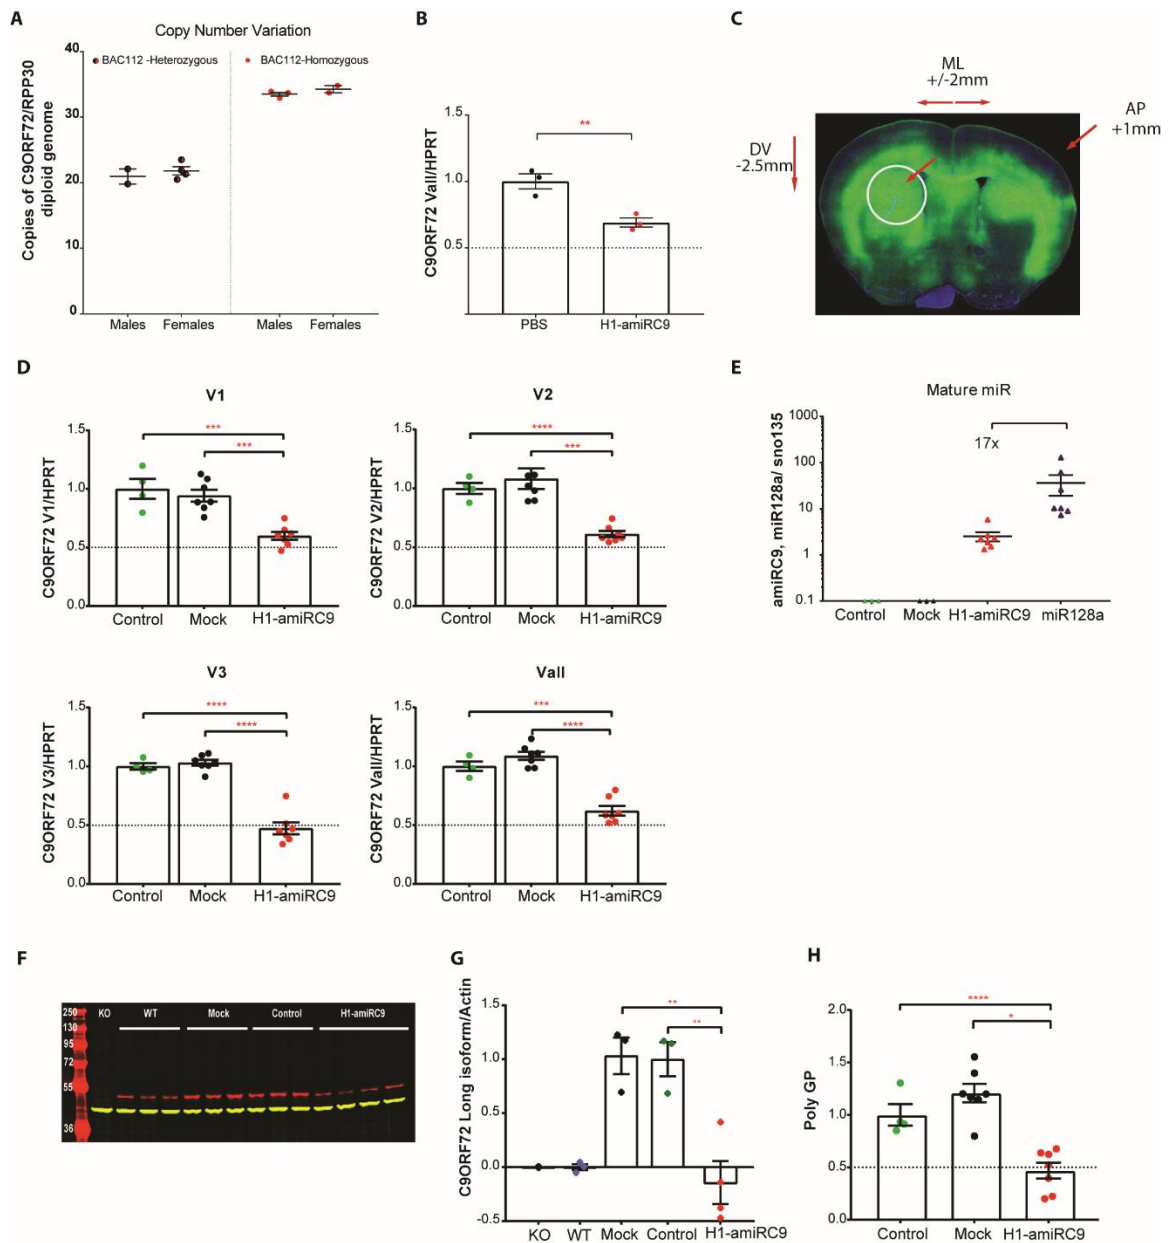 A
Copy Number Variation
BAC112 -Heterozygous
BAC112-Homozygous
Copies of C9ORF72/RPP30
diploid genome
40
30
20
10
0
Males Females Males Females
B
C9ORF72 Vall/HPRT
1.5
1.0
0.5
**
PBS H1-amiRC9
C
ML
+/-2mm
AP
+1mm
DV
-2.5mm
D
V1
C9ORF72 V1/HPRT
1.5
1.0
0.5
0.0
***
***
Control Mock H1-amiRC9
V2
C9ORF72 V2/HPRT
1.5
1.0
0.5
0.0
****
***
Control Mock H1-amiRC9
E
Mature miR
amiRC9, miR128a/ sno135
1000
100
10
1
0.1
17x
Control Mock H1-amiRC9 miR128a
V3
C9ORF72 V3/HPRT
1.5
1.0
0.5
0.0
****
****
Control Mock H1-amiRC9
Vall
C9ORF72 Vall/HPRT
1.5
1.0
0.5
0.0
***
****
Control Mock H1-amiRC9
F
250
130
95
72
55
36
KO WT Mock Control H1-amiRC9
G
C9ORF72 Long isoform/Actin
1.5
1.0
0.5
0.0
-0.5
**
**
KO WT Mock Control H1-amiRC9
H
Poly GP
2.0
1.5
1.0
0.5
0.0
****
*
Control Mock H1-amiRC9